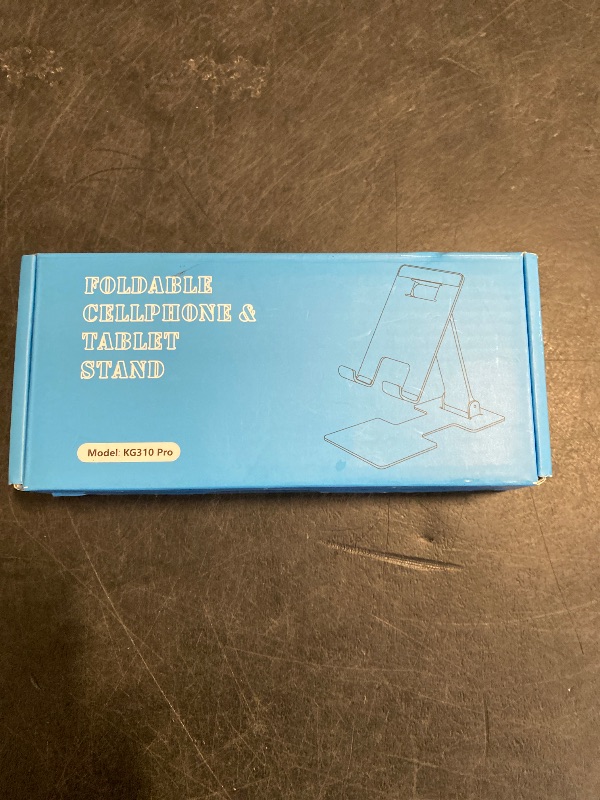 FOLDABLE
CELLPHONE &
TABLET
STAND
Model: KG310 Pro